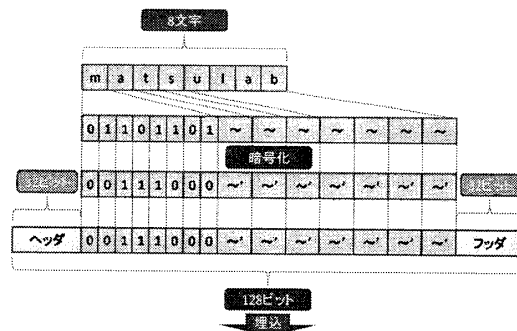 8文字
m a t s u l a b
0 1 1 0 1 1 0 1 ～ ～ ～ ～ ～ ～ ～
暗号化
0 0 1 1 1 0 0 0 ～' ～' ～' ～' ～' ～' ～'
ヘッダ 0 0 1 1 1 0 0 0 ～' ～' ～' ～' ～' ～' ～' フッダ
128ビット
埋込